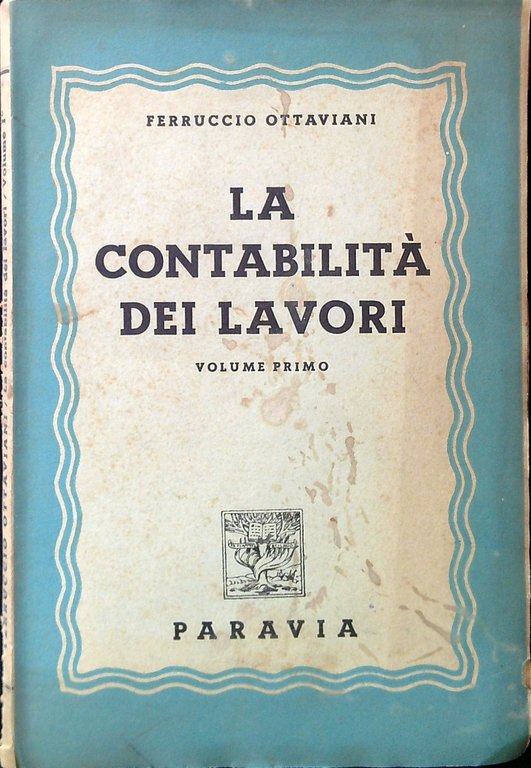 FERRUCCIO OTTAVIANI
LA
CONTABILITÀ
DEI LAVORI
VOLUME PRIMO
PARAVIA